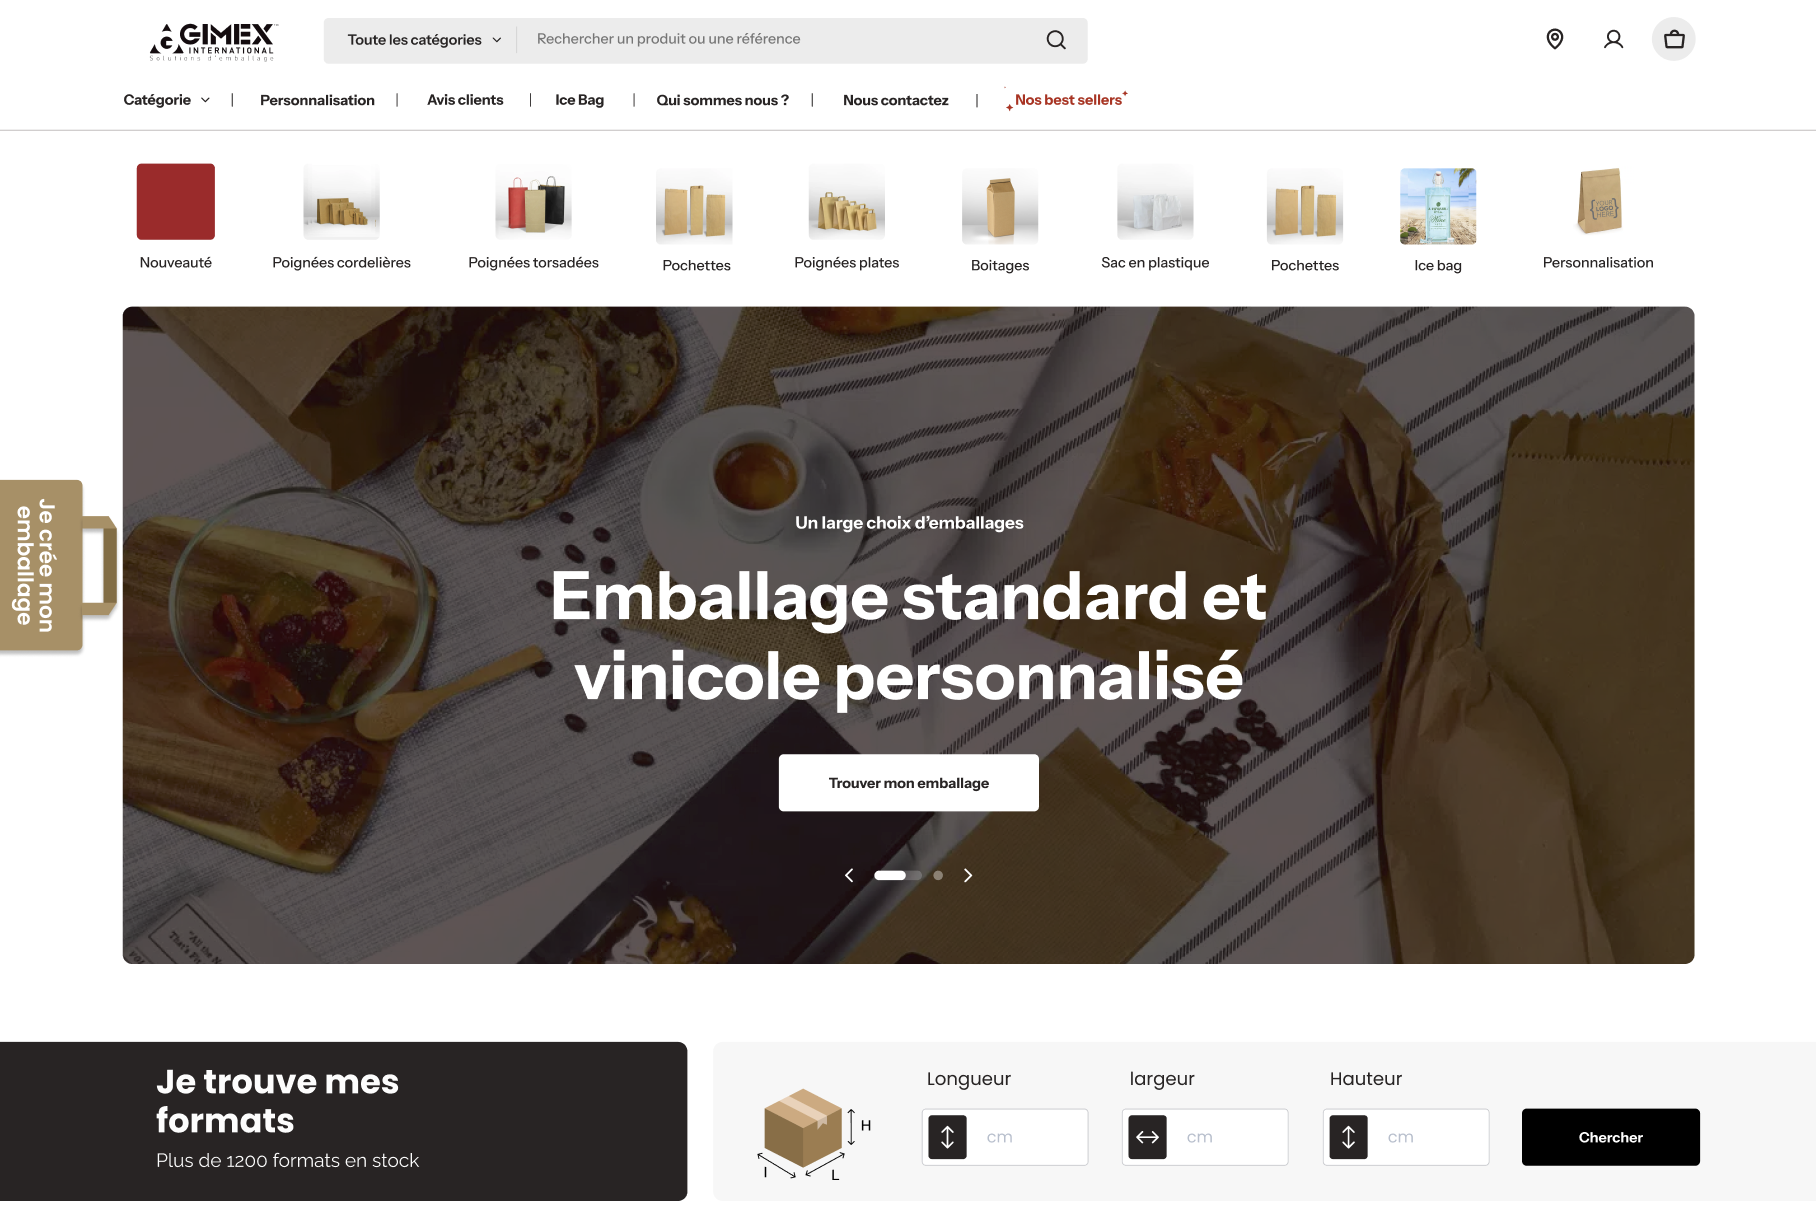 GIMEX
INTERNATIONAL
Solutions d'emballage
Toute les catégories
Rechercher un produit ou une référence
Catégorie
Personnalisation
Avis clients
Ice Bag
Qui sommes nous ?
Nous contactez
Nos best sellers
Nouveauté
Poignées cordelières
Poignées torsadées
Pochettes
Poignées plates
Boitages
Sac en plastique
Pochettes
Ice bag
{YOUR
LOGO
HERE}
Personnalisation
Je crée mon
emballage
Un large choix d'emballages
Emballage standard et
vinicole personnalisé
Trouver mon emballage
Je trouve mes
formats
Plus de 1200 formats en stock
H
l
L
Longueur
cm
largeur
cm
Hauteur
cm
Chercher